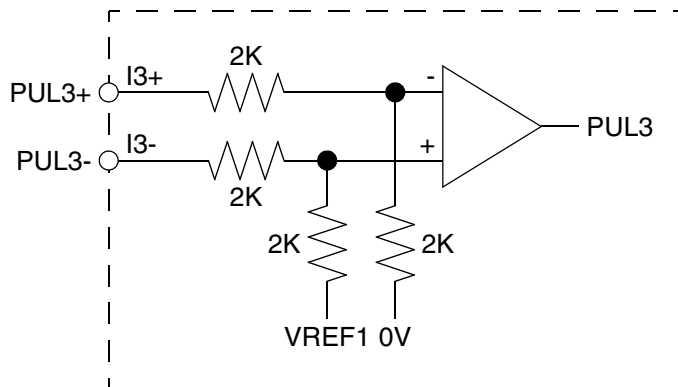 2K
I3+
PUL3+
-
PUL3
I3-
+
PUL3-
2K
2K
2K
VREF1 0V